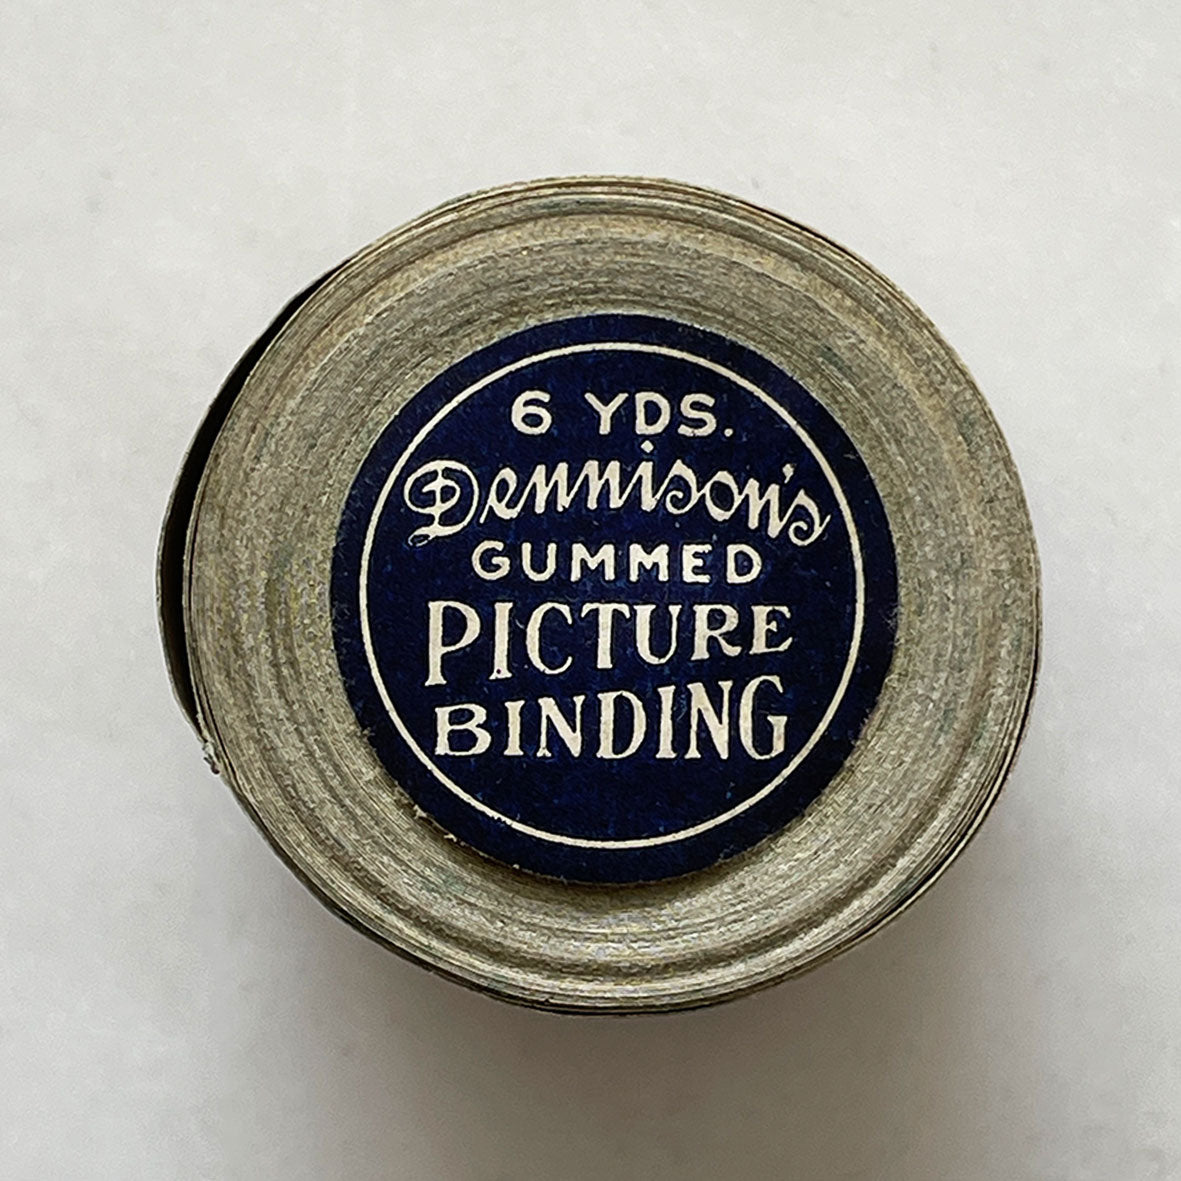 6 YDS.
Dennison's
GUMMED
PICTURE
BINDING